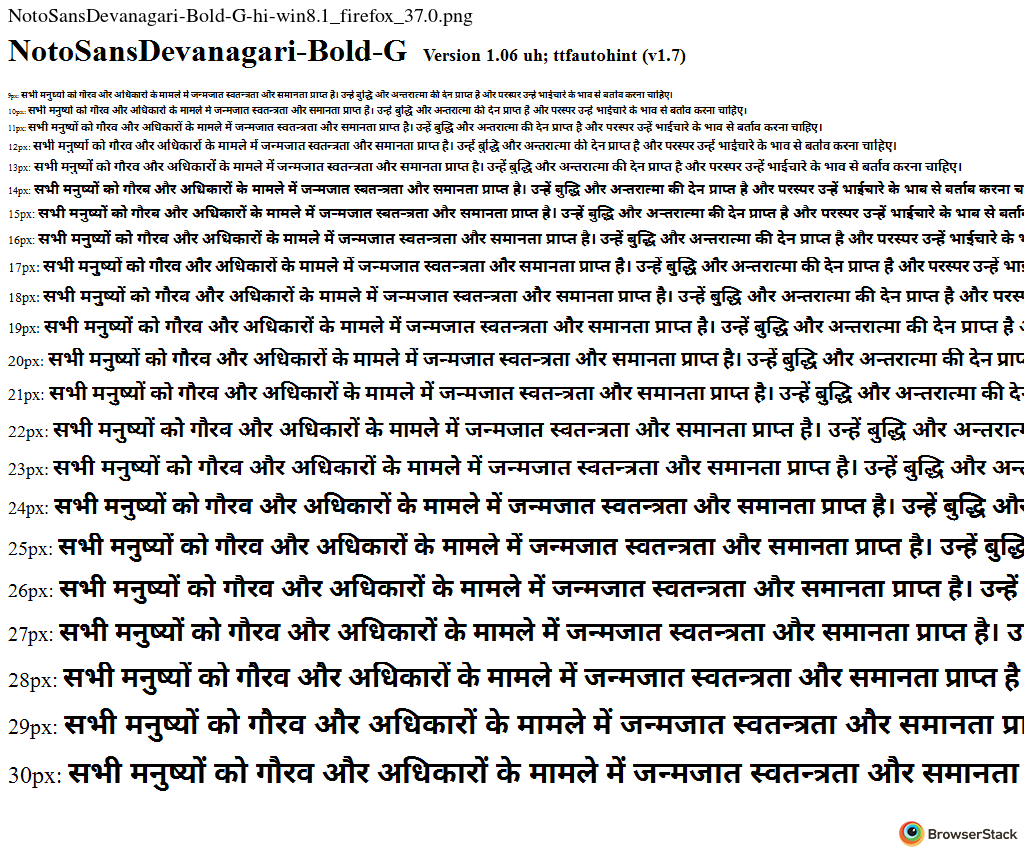 NotoSansDevanagari-Bold-G-hi-win8.1_firefox_37.0.png
NotoSansDevanagari-Bold-G Version 1.06 uh; ttfautohint (v1.7)
9px: सभी मनुष्यों को गौरव और अधिकारों के मामले में जन्मजात स्वतन्त्रता और समानता प्राप्त है। उन्हें बुद्धि और अन्तरात्मा की देन प्राप्त है और परस्पर उन्हें भाईचारे के भाव से बर्ताव करना चाहिए।
10px: सभी मनुष्यों को गौरव और अधिकारों के मामले में जन्मजात स्वतन्त्रता और समानता प्राप्त है। उन्हें बुद्धि और अन्तरात्मा की देन प्राप्त है और परस्पर उन्हें भाईचारे के भाव से बर्ताव करना चाहिए।
11px: सभी मनुष्यों को गौरव और अधिकारों के मामले में जन्मजात स्वतन्त्रता और समानता प्राप्त है। उन्हें बुद्धि और अन्तरात्मा की देन प्राप्त है और परस्पर उन्हें भाईचारे के भाव से बर्ताव करना चाहिए।
12px: सभी मनुष्यों को गौरव और अधिकारों के मामले में जन्मजात स्वतन्त्रता और समानता प्राप्त है। उन्हें बुद्धि और अन्तरात्मा की देन प्राप्त है और परस्पर उन्हें भाईचारे के भाव से बर्ताव करना चाहिए।
13px: सभी मनुष्यों को गौरव और अधिकारों के मामले में जन्मजात स्वतन्त्रता और समानता प्राप्त है। उन्हें बुद्धि और अन्तरात्मा की देन प्राप्त है और परस्पर उन्हें भाईचारे के भाव से बर्ताव करना चाहिए।
14px: सभी मनुष्यों को गौरव और अधिकारों के मामले में जन्मजात स्वतन्त्रता और समानता प्राप्त है। उन्हें बुद्धि और अन्तरात्मा की देन प्राप्त है और परस्पर उन्हें भाईचारे के भाव से बर्ताव करना
15px: सभी मनुष्यों को गौरव और अधिकारों के मामले में जन्मजात स्वतन्त्रता और समानता प्राप्त है। उन्हें बुद्धि और अन्तरात्मा की देन प्राप्त है और परस्पर उन्हें भाईचारे के भाव से
16px: सभी मनुष्यों को गौरव और अधिकारों के मामले में जन्मजात स्वतन्त्रता और समानता प्राप्त है। उन्हें बुद्धि और अन्तरात्मा की देन प्राप्त है और परस्पर उन्हें भाईचारे के
17px: सभी मनुष्यों को गौरव और अधिकारों के मामले में जन्मजात स्वतन्त्रता और समानता प्राप्त है। उन्हें बुद्धि और अन्तरात्मा की देन प्राप्त है और परस्पर उन्हें
18px: सभी मनुष्यों को गौरव और अधिकारों के मामले में जन्मजात स्वतन्त्रता और समानता प्राप्त है। उन्हें बुद्धि और अन्तरात्मा की देन प्राप्त है और
19px: सभी मनुष्यों को गौरव और अधिकारों के मामले में जन्मजात स्वतन्त्रता और समानता प्राप्त है। उन्हें बुद्धि और अन्तरात्मा की देन प्राप्त है
20px: सभी मनुष्यों को गौरव और अधिकारों के मामले में जन्मजात स्वतन्त्रता और समानता प्राप्त है। उन्हें बुद्धि और अन्तरात्मा की देन
21px: सभी मनुष्यों को गौरव और अधिकारों के मामले में जन्मजात स्वतन्त्रता और समानता प्राप्त है। उन्हें बुद्धि और अन्तरात्मा की
22px: सभी मनुष्यों को गौरव और अधिकारों के मामले में जन्मजात स्वतन्त्रता और समानता प्राप्त है। उन्हें बुद्धि और
23px: सभी मनुष्यों को गौरव और अधिकारों के मामले में जन्मजात स्वतन्त्रता और समानता प्राप्त है। उन्हें बुद्धि और
24px: सभी मनुष्यों को गौरव और अधिकारों के मामले में जन्मजात स्वतन्त्रता और समानता प्राप्त है। उन्हें बुद्धि
25px: सभी मनुष्यों को गौरव और अधिकारों के मामले में जन्मजात स्वतन्त्रता और समानता प्राप्त है। उन्हें
26px: सभी मनुष्यों को गौरव और अधिकारों के मामले में जन्मजात स्वतन्त्रता और समानता प्राप्त है। उन्हें
27px: सभी मनुष्यों को गौरव और अधिकारों के मामले में जन्मजात स्वतन्त्रता और समानता प्राप्त है।
28px: सभी मनुष्यों को गौरव और अधिकारों के मामले में जन्मजात स्वतन्त्रता और समानता प्राप्त है
29px: सभी मनुष्यों को गौरव और अधिकारों के मामले में जन्मजात स्वतन्त्रता और समानता
30px: सभी मनुष्यों को गौरव और अधिकारों के मामले में जन्मजात स्वतन्त्रता और समानता
BrowserStack